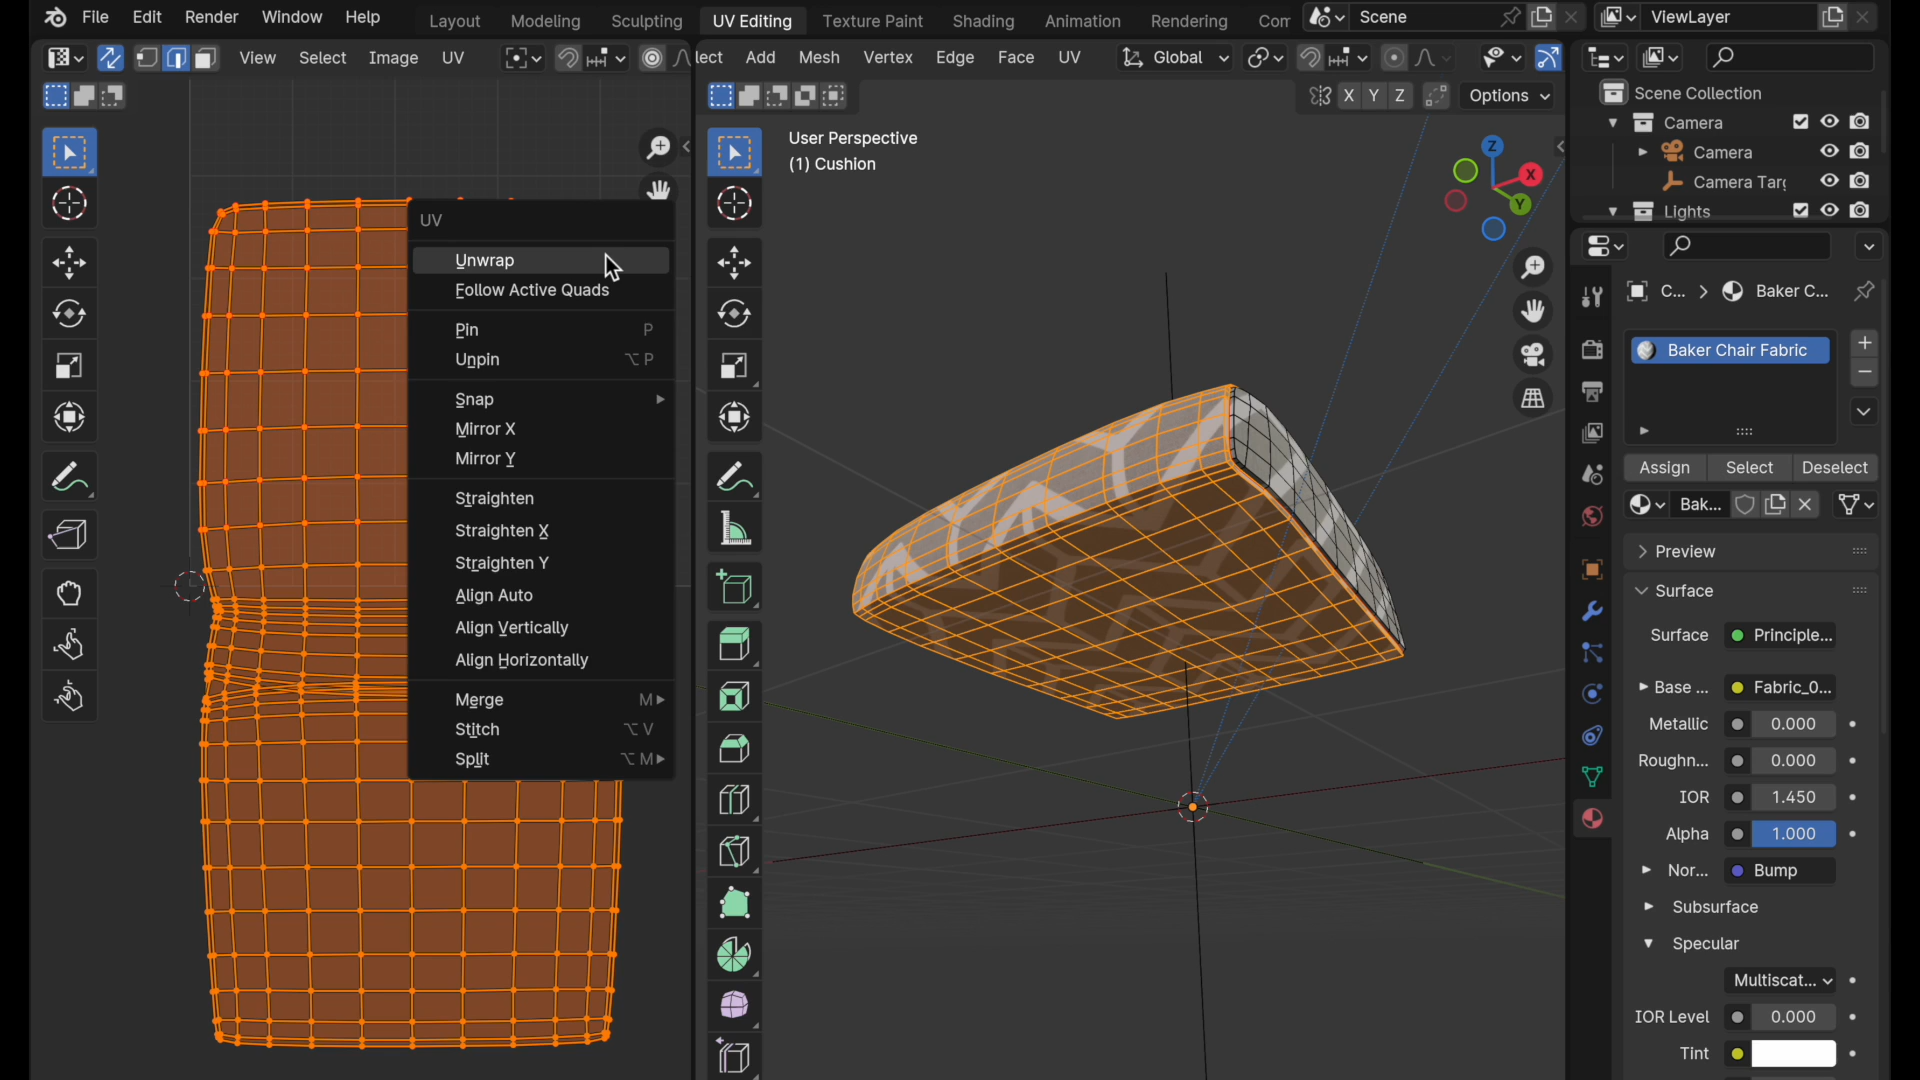 File Edit Render Window Help
Layout Modeling Sculpting UV Editing Texture Paint Shading Animation Rendering Com
Scene
ViewLayer
View Select Image UV
lect Add Mesh Vertex Edge Face UV
Global
X Y Z
Options
User Perspective
(1) Cushion
Z
X
Y
UV
Unwrap
Follow Active Quads
Pin P
Unpin ⌥ P
Snap
Mirror X
Mirror Y
Straighten
Straighten X
Straighten Y
Align Auto
Align Vertically
Align Horizontally
Merge M
Stitch ⌥ V
Split ⌥ M
Scene Collection
Camera
Camera
Camera Targ
Lights
C...
Baker C...
Baker Chair Fabric
Assign Select Deselect
Bak...
Preview
Surface
Surface Principle...
Base ... Fabric_0...
Metallic 0.000
Roughn... 0.000
IOR 1.450
Alpha 1.000
Nor... Bump
Subsurface
Specular
Multiscat...
IOR Level 0.000
Tint